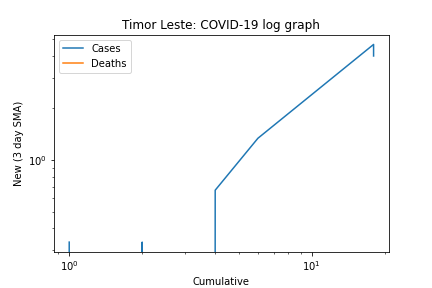 Timor Leste: COVID-19 log graph
Cases
Deaths
New (3 day SMA)
10⁰
10⁰
10¹
Cumulative